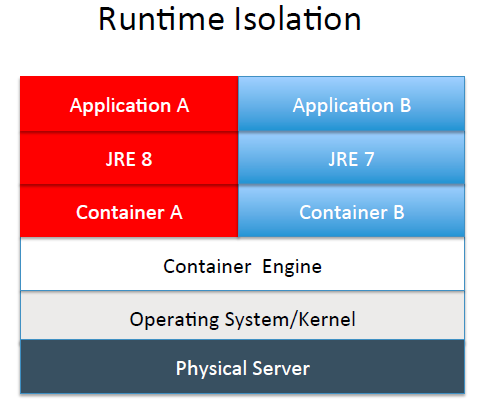 Runtime Isolation
Application A
Application B
JRE 8
JRE 7
Container A
Container B
Container Engine
Operating System/Kernel
Physical Server